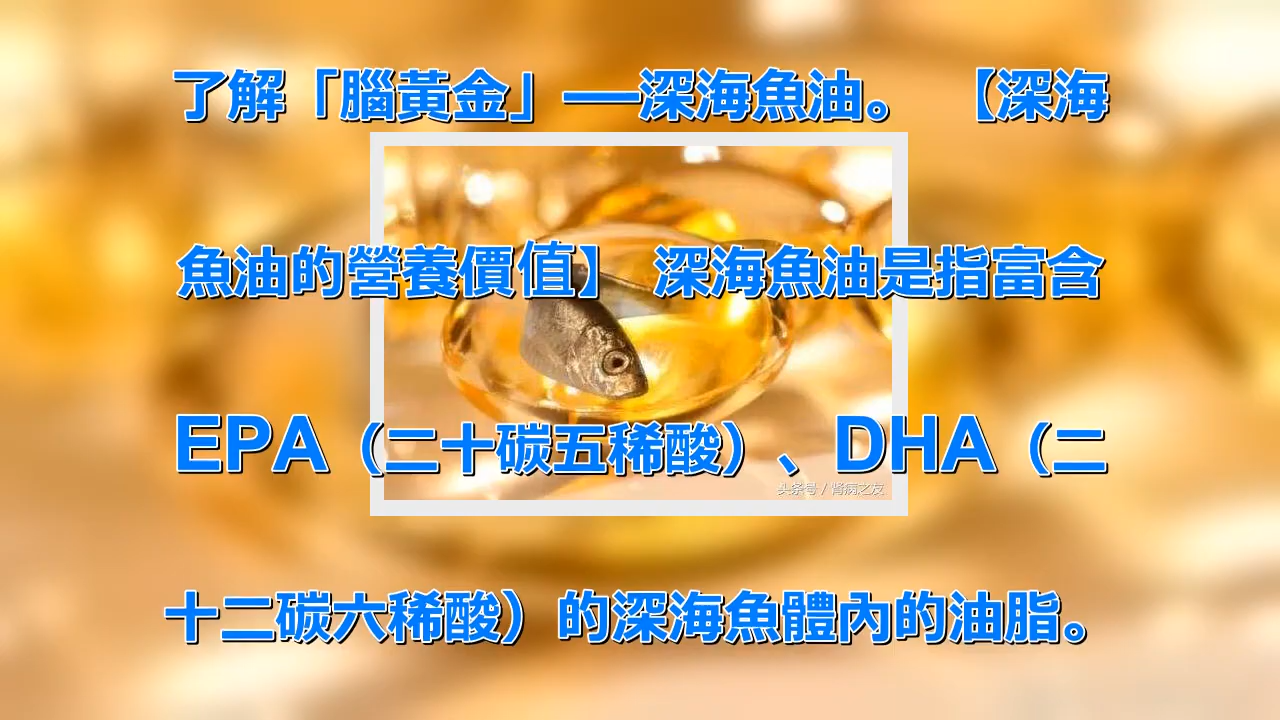 了解「腦黃金」—深海魚油。 【深海
魚油的營養價值】 深海魚油是指富含
EPA（二十碳五稀酸）、DHA（二
十二碳六稀酸）的深海魚體內的油脂。
头条号 / 肾病之友